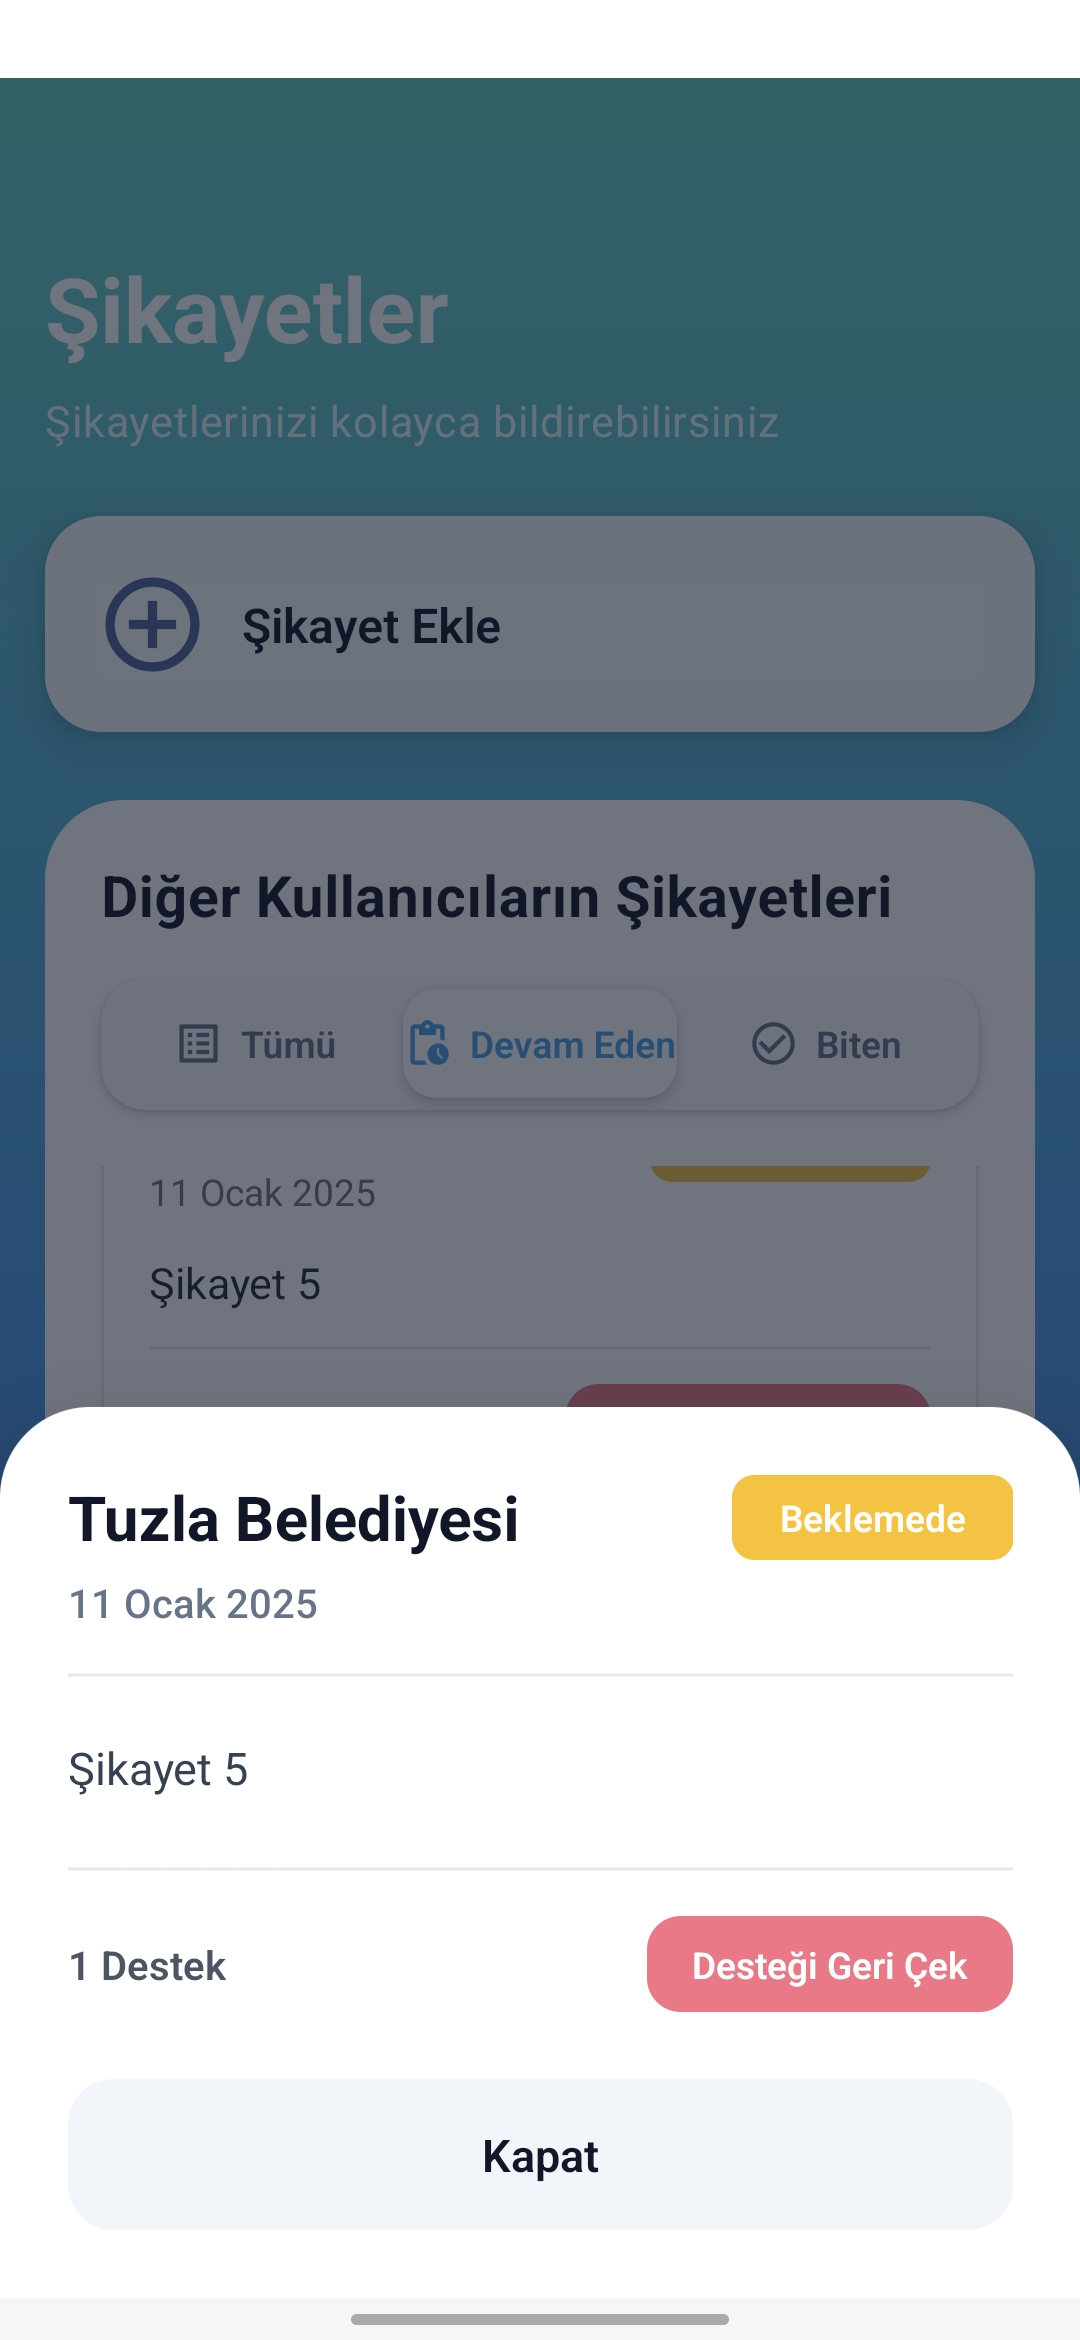 Şikayetler
Şikayetlerinizi kolayca bildirebilirsiniz
Şikayet Ekle
Diğer Kullanıcıların Şikayetleri
Tümü
Devam Eden
Biten
11 Ocak 2025
Şikayet 5
Tuzla Belediyesi
Beklemede
11 Ocak 2025
Şikayet 5
1 Destek
Desteği Geri Çek
Kapat